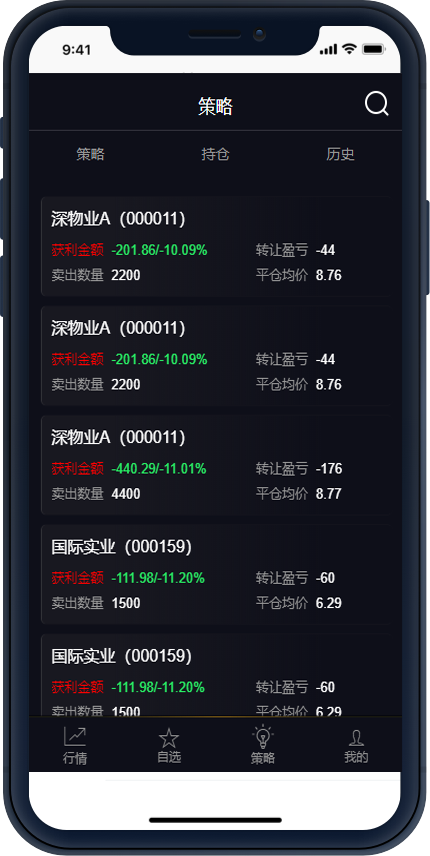 9:41
策略
策略 持仓 历史
深物业A（000011）
获利金额 -201.86/-10.09% 转让盈亏 -44
卖出数量 2200 平仓均价 8.76
深物业A（000011）
获利金额 -201.86/-10.09% 转让盈亏 -44
卖出数量 2200 平仓均价 8.76
深物业A（000011）
获利金额 -440.29/-11.01% 转让盈亏 -176
卖出数量 4400 平仓均价 8.77
国际实业（000159）
获利金额 -111.98/-11.20% 转让盈亏 -60
卖出数量 1500 平仓均价 6.29
国际实业（000159）
获利金额 -111.98/-11.20% 转让盈亏 -60
卖出数量 1500 平仓均价 6.29
行情 自选 策略 我的